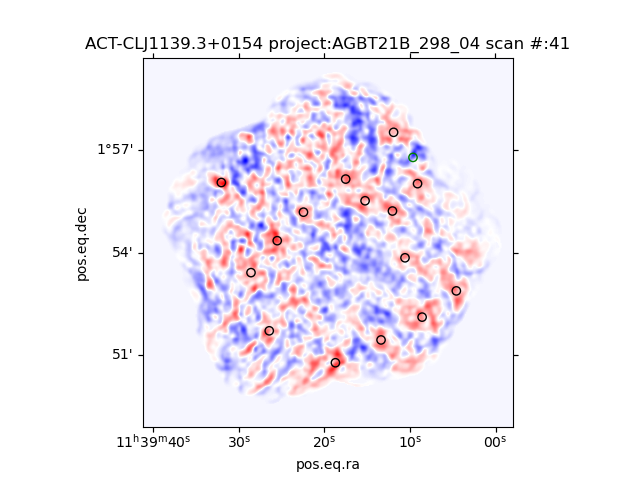 ACT-CLJ1139.3+0154 project:AGBT21B_298_04 scan #:41
1°57'
54'
51'
pos.eq.dec
11ʰ39ᵐ40ˢ 30ˢ 20ˢ 10ˢ 00ˢ
pos.eq.ra